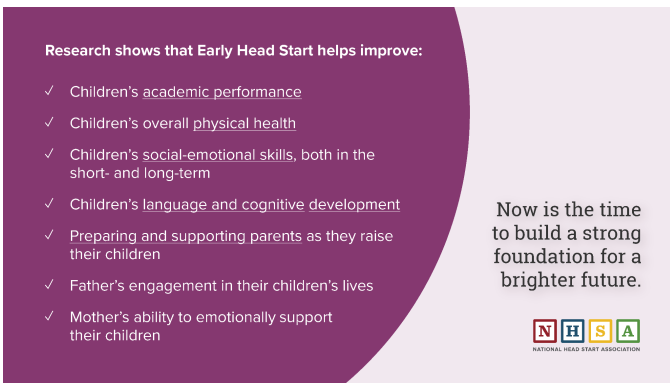 Research shows that Early Head Start helps improve:
✓ Children's academic performance
✓ Children's overall physical health
✓ Children's social-emotional skills, both in the
short- and long-term
✓ Children's language and cognitive development
✓ Preparing and supporting parents as they raise
their children
✓ Father's engagement in their children's lives
✓ Mother's ability to emotionally support
their children
Now is the time
to build a strong
foundation for a
brighter future.
NHSA
NATIONAL HEAD START ASSOCIATION